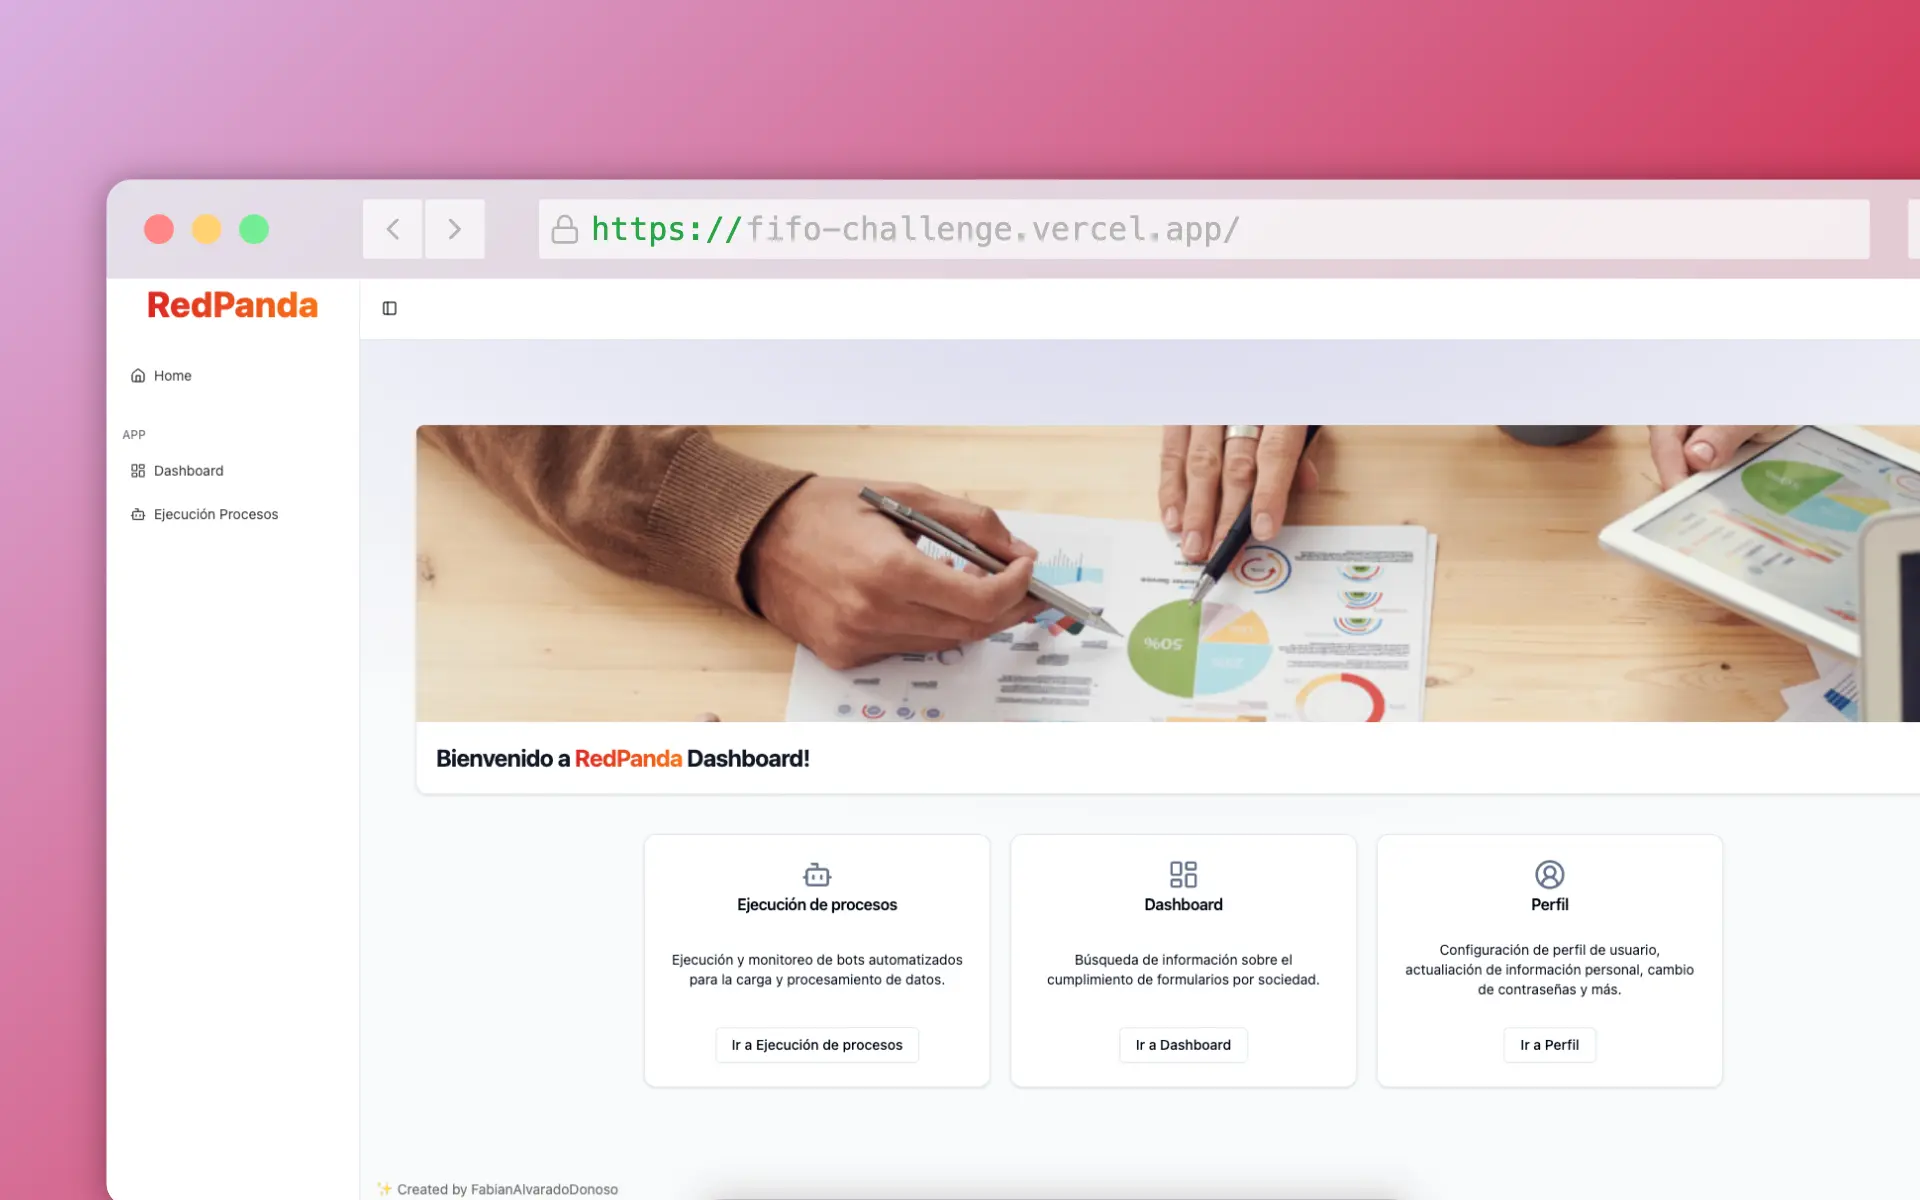 https://fifo-challenge.vercel.app/
RedPanda
Home
APP
Dashboard
Ejecución Procesos
50%
Bienvenido a RedPanda Dashboard!
Ejecución de procesos
Ejecución y monitoreo de bots automatizados
para la carga y procesamiento de datos.
Ir a Ejecución de procesos
Dashboard
Búsqueda de información sobre el
cumplimiento de formularios por sociedad.
Ir a Dashboard
Perfil
Configuración de perfil de usuario,
actualiación de información personal, cambio
de contraseñas y más.
Ir a Perfil
✨ Created by FabianAlvaradoDonoso